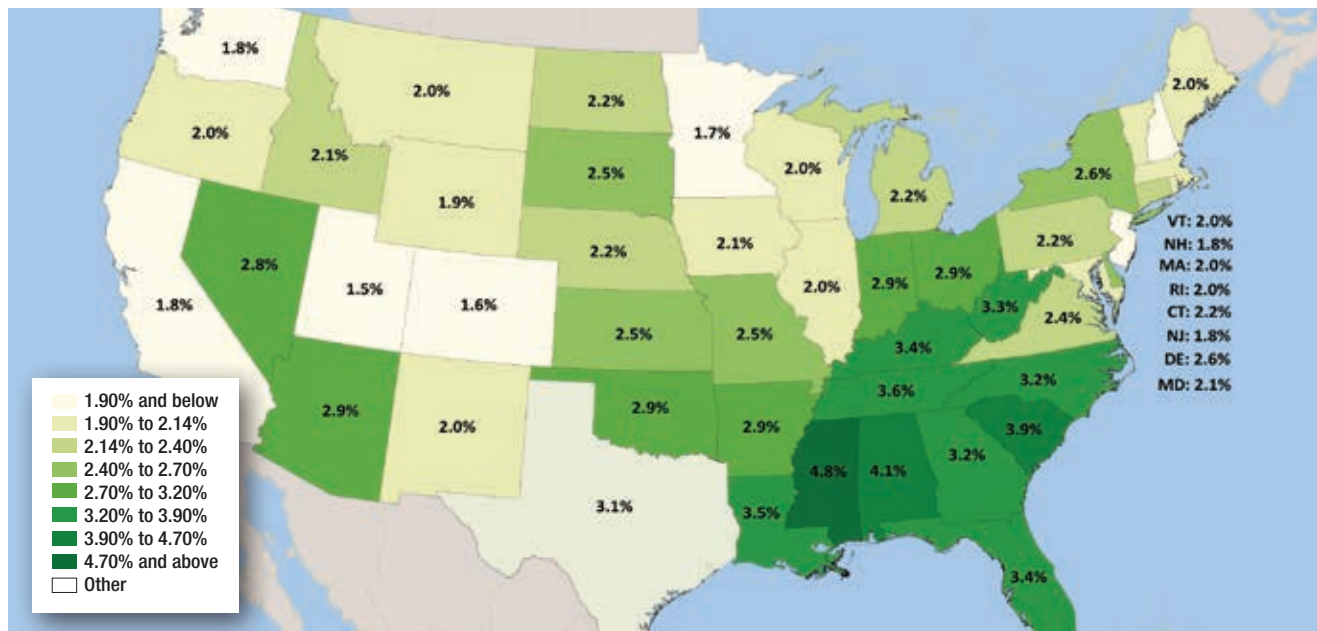 1.8%
2.0%
2.2%
1.7%
2.0%
2.0%
2.1%
2.5%
2.0%
2.6%
1.9%
2.2%
VT: 2.0%
NH: 1.8%
MA: 2.0%
RI: 2.0%
CT: 2.2%
NJ: 1.8%
DE: 2.6%
MD: 2.1%
2.8%
2.2%
2.1%
2.2%
1.8%
1.5%
1.6%
2.0%
2.9%
2.9%
3.3%
2.4%
2.5%
2.5%
3.4%
2.9%
2.0%
2.9%
2.9%
3.6%
3.2%
3.1%
3.5%
4.8%
4.1%
3.2%
3.9%
3.4%
1.90% and below
1.90% to 2.14%
2.14% to 2.40%
2.40% to 2.70%
2.70% to 3.20%
3.20% to 3.90%
3.90% to 4.70%
4.70% and above
Other